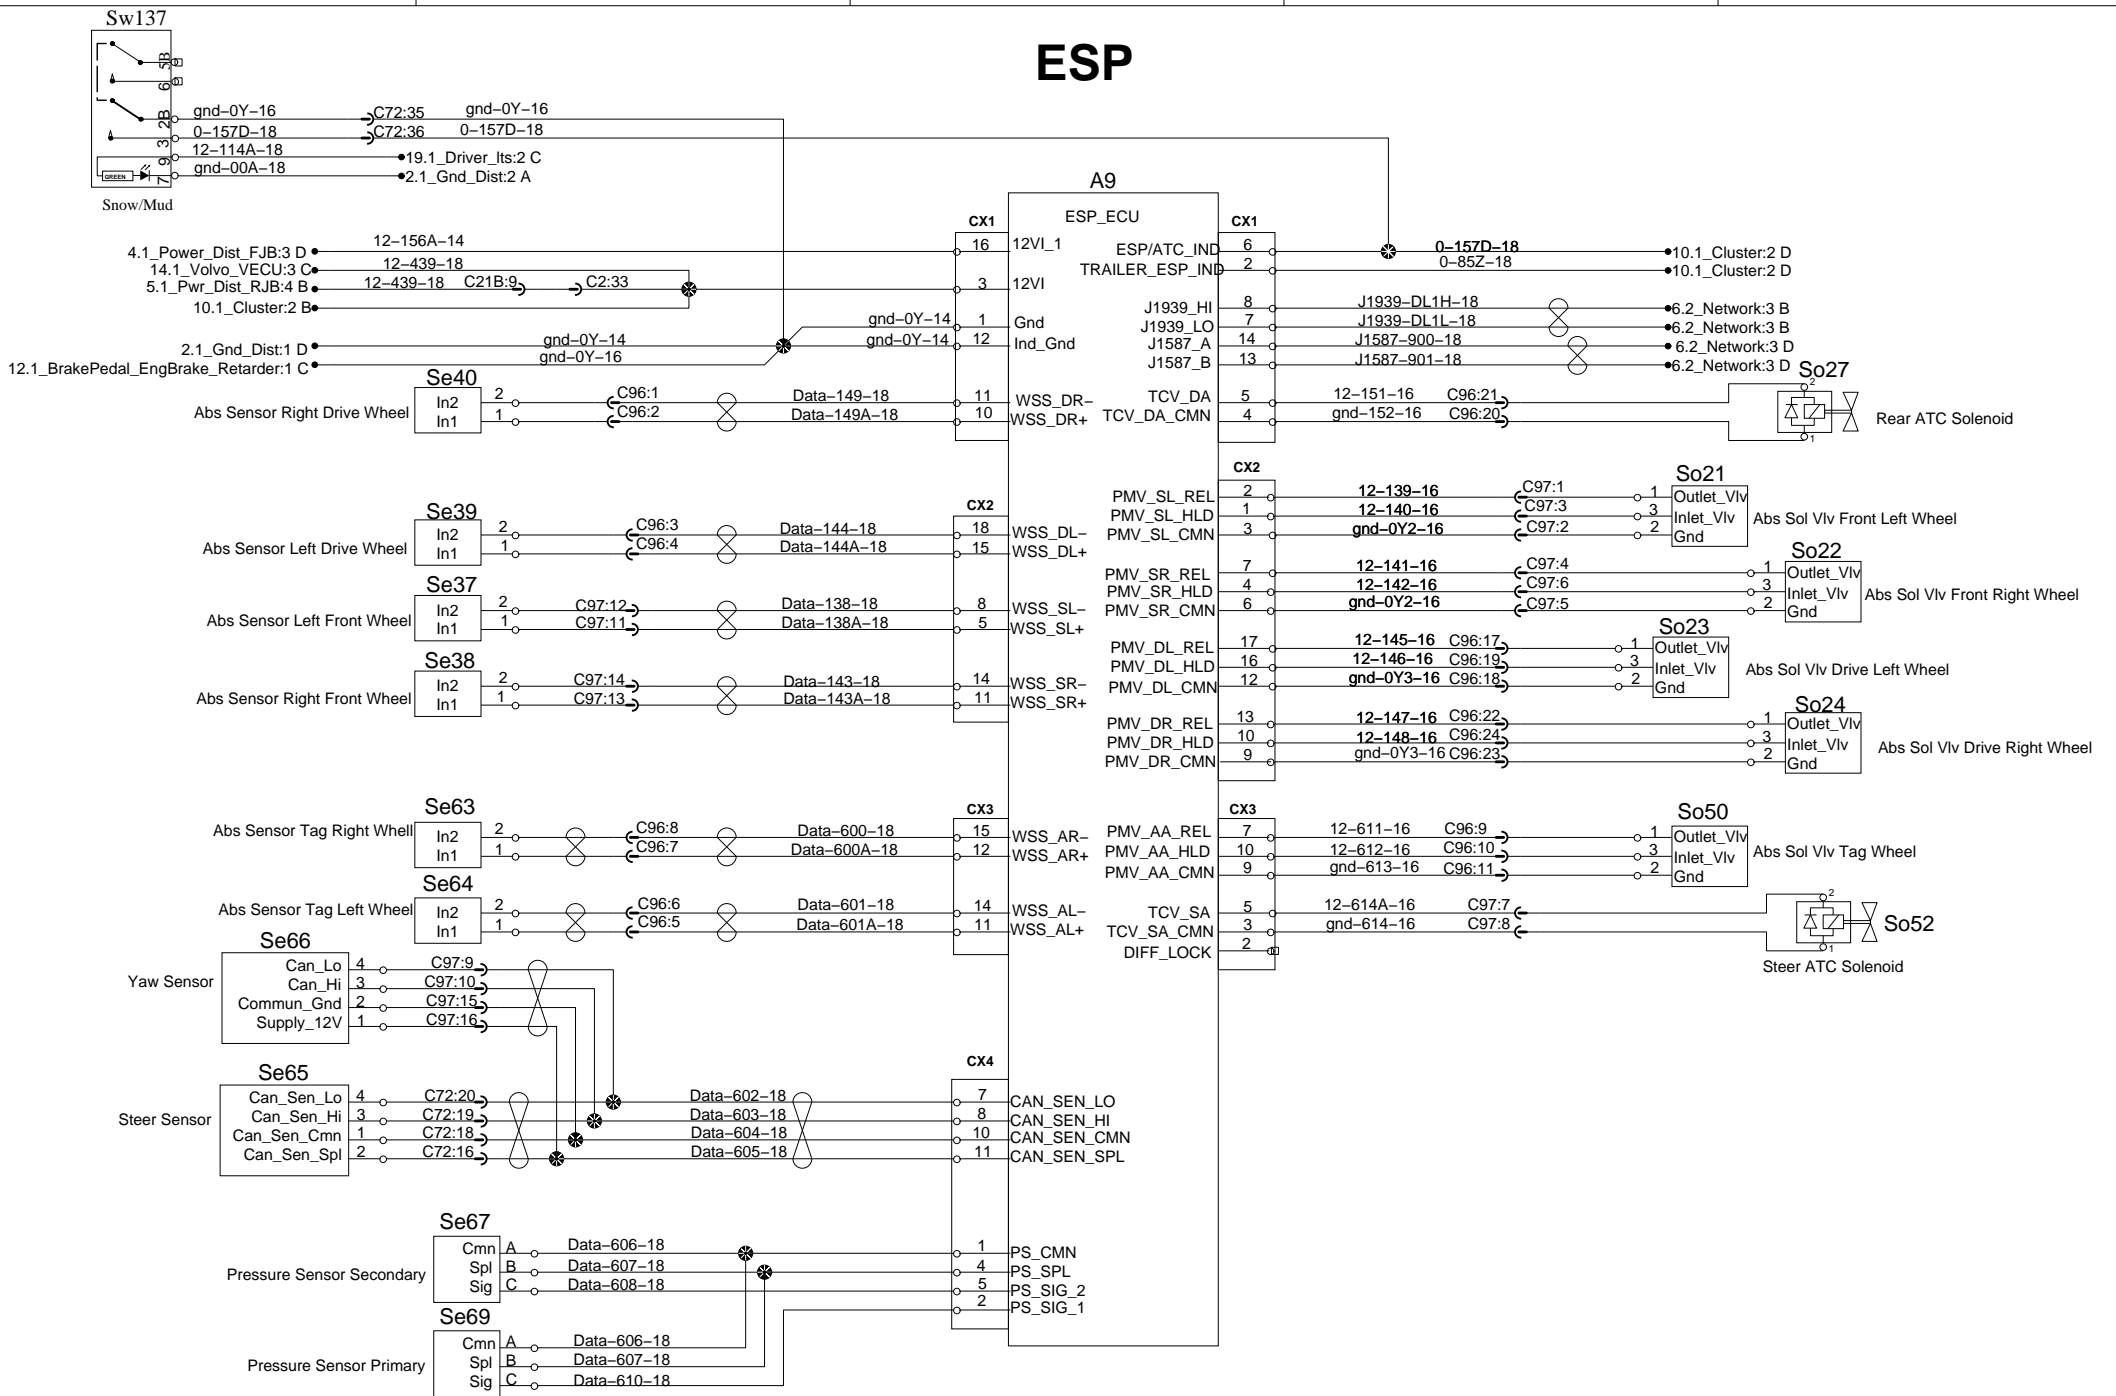 Sw137
ESP
5B
6
2B
3
9
7
GREEN
Snow/Mud
gnd–0Y–16 C72:35 gnd–0Y–16
0–157D–18 C72:36 0–157D–18
12–114A–18 19.1_Driver_lts:2 C
gnd–00A–18 2.1_Gnd_Dist:2 A
A9
ESP_ECU
CX1
4.1_Power_Dist_FJB:3 D 12–156A–14 16 12VI_1
14.1_Volvo_VECU:3 C 12–439–18
5.1_Pwr_Dist_RJB:4 B 12–439–18 C21B:9 C2:33 3 12VI
10.1_Cluster:2 B
gnd–0Y–14 1 Gnd
2.1_Gnd_Dist:1 D gnd–0Y–14 gnd–0Y–14 12 Ind_Gnd
12.1_BrakePedal_EngBrake_Retarder:1 C gnd–0Y–16
Se40
Abs Sensor Right Drive Wheel
In2 2 C96:1 Data–149–18 11 WSS_DR–
In1 1 C96:2 Data–149A–18 10 WSS_DR+
CX2
Se39
Abs Sensor Left Drive Wheel
In2 2 C96:3 Data–144–18 18 WSS_DL–
In1 1 C96:4 Data–144A–18 15 WSS_DL+
Se37
Abs Sensor Left Front Wheel
In2 2 C97:12 Data–138–18 8 WSS_SL–
In1 1 C97:11 Data–138A–18 5 WSS_SL+
Se38
Abs Sensor Right Front Wheel
In2 2 C97:14 Data–143–18 14 WSS_SR–
In1 1 C97:13 Data–143A–18 11 WSS_SR+
CX3
Se63
Abs Sensor Tag Right Whell
In2 2 C96:8 Data–600–18 15 WSS_AR–
In1 1 C96:7 Data–600A–18 12 WSS_AR+
Se64
Abs Sensor Tag Left Wheel
In2 2 C96:6 Data–601–18 14 WSS_AL–
In1 1 C96:5 Data–601A–18 11 WSS_AL+
Se66
Yaw Sensor
Can_Lo 4 C97:9
Can_Hi 3 C97:10
Commun_Gnd 2 C97:15
Supply_12V 1 C97:16
CX4
Se65
Steer Sensor
Can_Sen_Lo 4 C72:20 Data–602–18 7 CAN_SEN_LO
Can_Sen_Hi 3 C72:19 Data–603–18 8 CAN_SEN_HI
Can_Sen_Cmn 1 C72:18 Data–604–18 10 CAN_SEN_CMN
Can_Sen_Spl 2 C72:16 Data–605–18 11 CAN_SEN_SPL
Se67
Pressure Sensor Secondary
Cmn A Data–606–18 1 PS_CMN
Spl B Data–607–18 4 PS_SPL
Sig C Data–608–18 5 PS_SIG_2
2 PS_SIG_1
Se69
Pressure Sensor Primary
Cmn A Data–606–18
Spl B Data–607–18
Sig C Data–610–18
CX1
ESP/ATC_IND 6 0–157D–18 10.1_Cluster:2 D
TRAILER_ESP_IND 2 0–85Z–18 10.1_Cluster:2 D
J1939_HI 8 J1939–DL1H–18 6.2_Network:3 B
J1939_LO 7 J1939–DL1L–18 6.2_Network:3 B
J1587_A 14 J1587–900–18 6.2_Network:3 D
J1587_B 13 J1587–901–18 6.2_Network:3 D
So27
TCV_DA 5 12–151–16 C96:21 2
TCV_DA_CMN 4 gnd–152–16 C96:20 1
Rear ATC Solenoid
CX2
So21
PMV_SL_REL 2 12–139–16 C97:1 1 Outlet_Vlv
PMV_SL_HLD 1 12–140–16 C97:3 3 Inlet_Vlv
PMV_SL_CMN 3 gnd–0Y2–16 C97:2 2 Gnd
Abs Sol Vlv Front Left Wheel
So22
PMV_SR_REL 7 12–141–16 C97:4 1 Outlet_Vlv
PMV_SR_HLD 4 12–142–16 C97:6 3 Inlet_Vlv
PMV_SR_CMN 6 gnd–0Y2–16 C97:5 2 Gnd
Abs Sol Vlv Front Right Wheel
So23
PMV_DL_REL 17 12–145–16 C96:17 1 Outlet_Vlv
PMV_DL_HLD 16 12–146–16 C96:19 3 Inlet_Vlv
PMV_DL_CMN 12 gnd–0Y3–16 C96:18 2 Gnd
Abs Sol Vlv Drive Left Wheel
So24
PMV_DR_REL 13 12–147–16 C96:22 1 Outlet_Vlv
PMV_DR_HLD 10 12–148–16 C96:24 3 Inlet_Vlv
PMV_DR_CMN 9 gnd–0Y3–16 C96:23 2 Gnd
Abs Sol Vlv Drive Right Wheel
CX3
So50
PMV_AA_REL 7 12–611–16 C96:9 1 Outlet_Vlv
PMV_AA_HLD 10 12–612–16 C96:10 3 Inlet_Vlv
PMV_AA_CMN 9 gnd–613–16 C96:11 2 Gnd
Abs Sol Vlv Tag Wheel
TCV_SA 5 12–614A–16 C97:7 2
TCV_SA_CMN 3 gnd–614–16 C97:8 1
So52
DIFF_LOCK 2
Steer ATC Solenoid